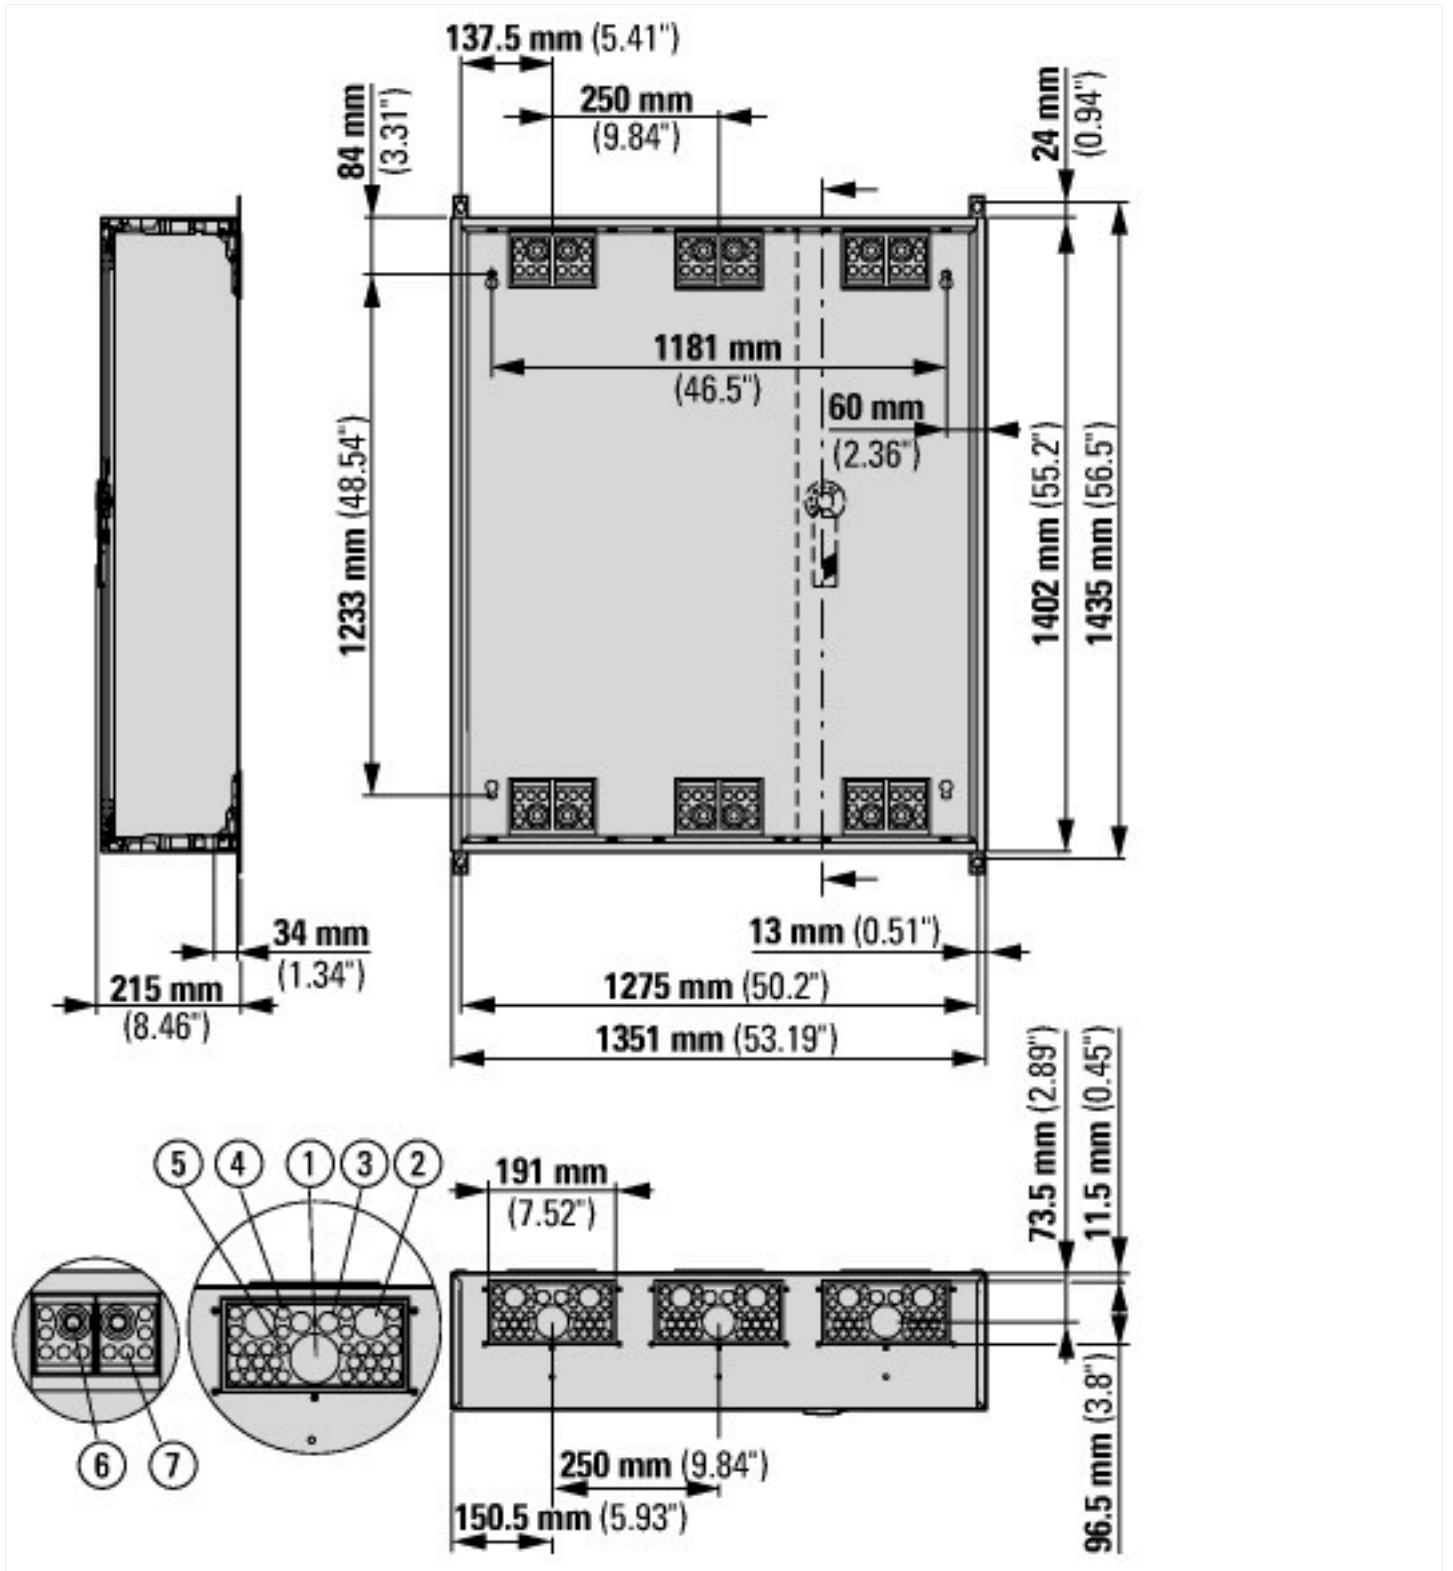 137.5 mm (5.41")
250 mm
(9.84")
84 mm
(3.31")
24 mm
(0.94")
1181 mm
(46.5")
60 mm
(2.36")
1233 mm (48.54")
1402 mm (55.2")
1435 mm (56.5")
34 mm
(1.34")
215 mm
(8.46")
13 mm (0.51")
1275 mm (50.2")
1351 mm (53.19")
73.5 mm (2.89")
11.5 mm (0.45")
5 4 1 3 2
191 mm
(7.52")
6 7
250 mm (9.84")
150.5 mm (5.93")
96.5 mm (3.8")